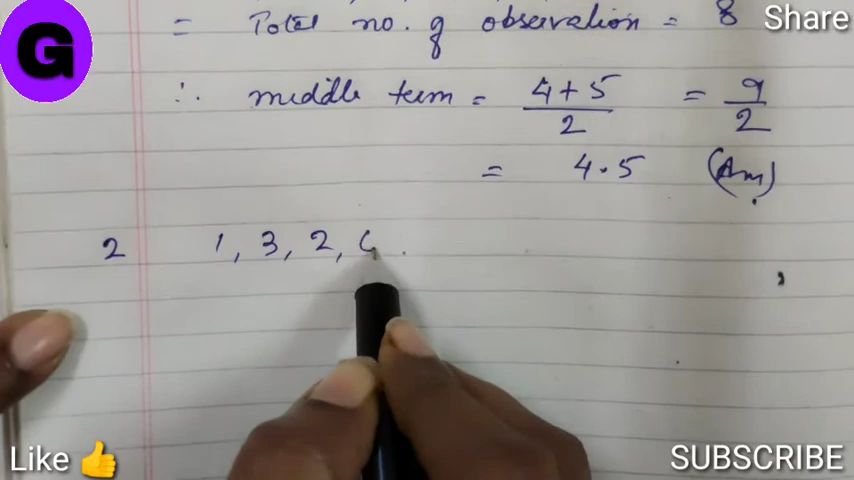 G
Share
= Total no. of observation = 8
∴ middle term = 4+5/2 = 9/2
= 4.5 (Ans)
2 1, 3, 2,
Like 👍
SUBSCRIBE